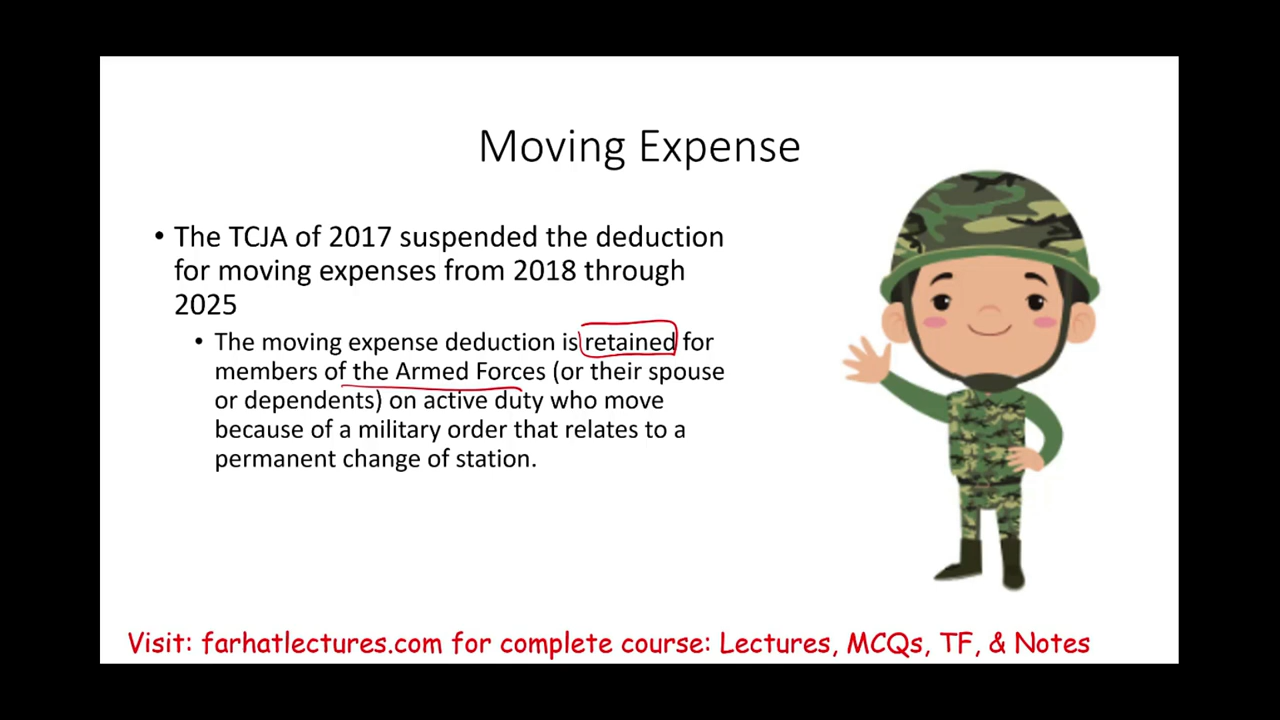 Moving Expense
• The TCJA of 2017 suspended the deduction
for moving expenses from 2018 through
2025
• The moving expense deduction is retained for
members of the Armed Forces (or their spouse
or dependents) on active duty who move
because of a military order that relates to a
permanent change of station.
Visit: farhatlectures.com for complete course: Lectures, MCQs, TF, & Notes